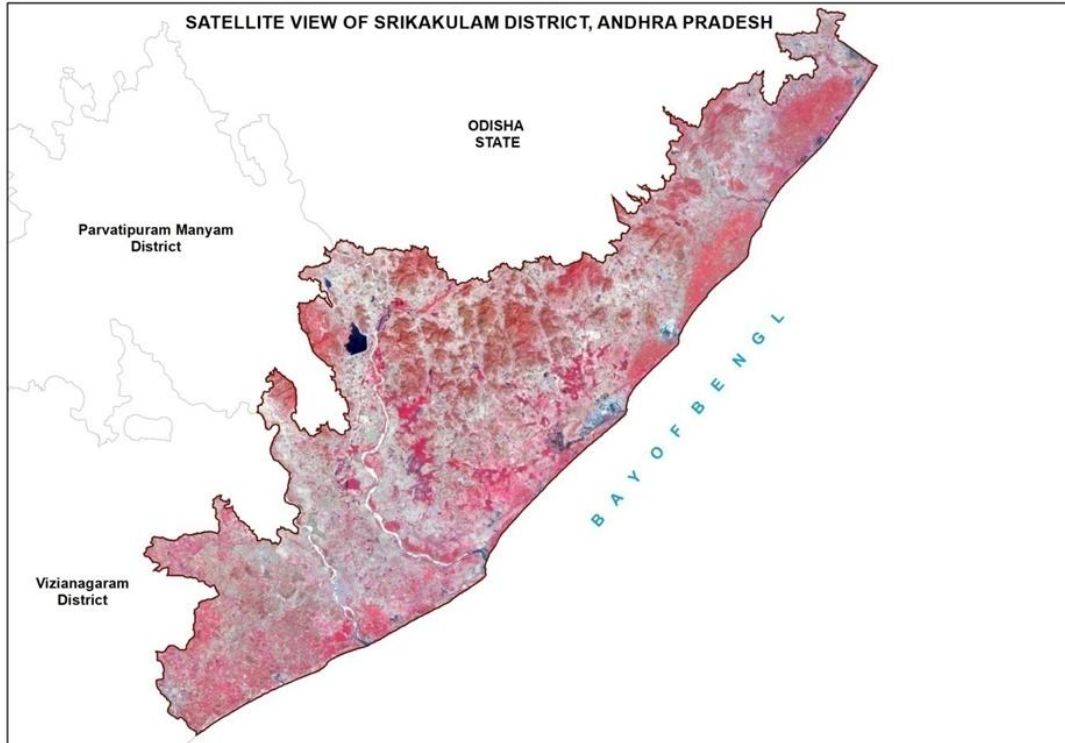 SATELLITE VIEW OF SRIKAKULAM DISTRICT, ANDHRA PRADESH
ODISHA
STATE
Parvatipuram Manyam
District
BAY OF BENGL
Vizianagaram
District